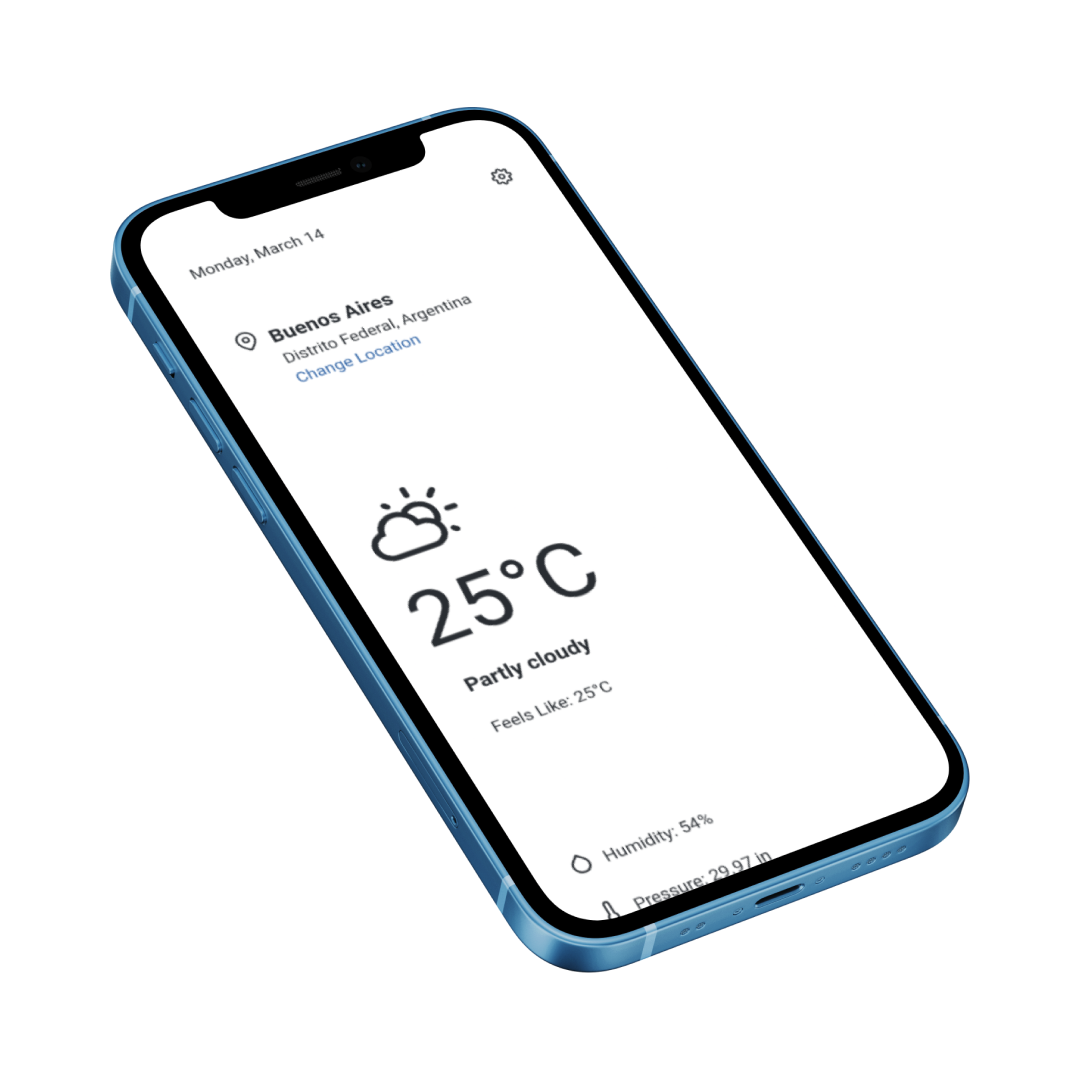 Monday, March 14
Buenos Aires
Distrito Federal, Argentina
Change Location
25°C
Partly cloudy
Feels Like: 25°C
Humidity: 54%
Pressure: 29.97 in